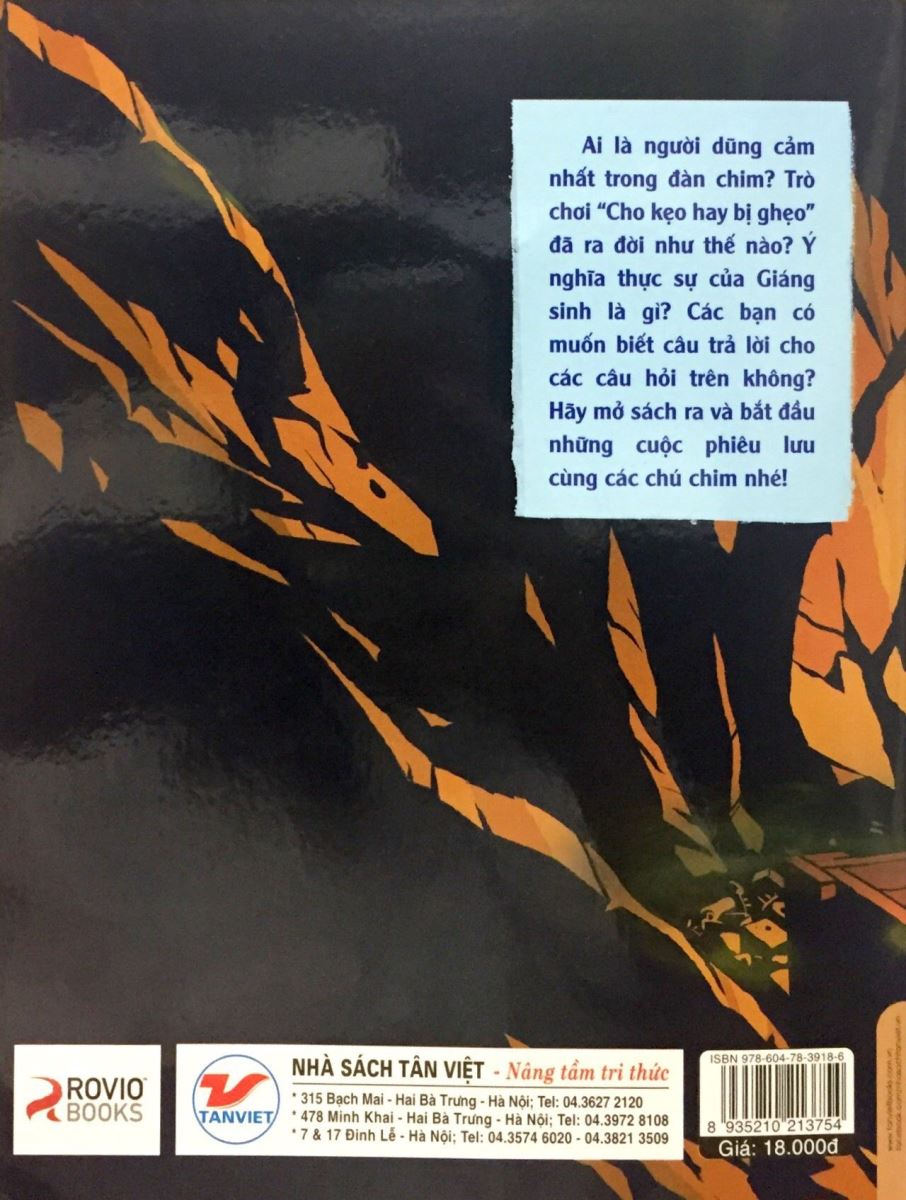 Ai là người dũng cảm
nhất trong đàn chim? Trò
chơi “Cho kẹo hay bị ghẹo”
đã ra đời như thế nào? Ý
nghĩa thực sự của Giáng
sinh là gì? Các bạn có
muốn biết câu trả lời cho
các câu hỏi trên không?
Hãy mở sách ra và bắt đầu
những cuộc phiêu lưu
cùng các chú chim nhé!
ROVIO™
BOOKS
TANVIET
NHÀ SÁCH TÂN VIỆT - Nâng tầm tri thức
* 315 Bạch Mai - Hai Bà Trưng - Hà Nội; Tel: 04.3627 2120
* 478 Minh Khai - Hai Bà Trưng - Hà Nội; Tel: 04.3972 8108
* 7 & 17 Đinh Lễ - Hà Nội; Tel: 04.3574 6020 - 04.3821 3509
ISBN 978-604-78-3918-6
8 935210 213754
Giá: 18.000đ